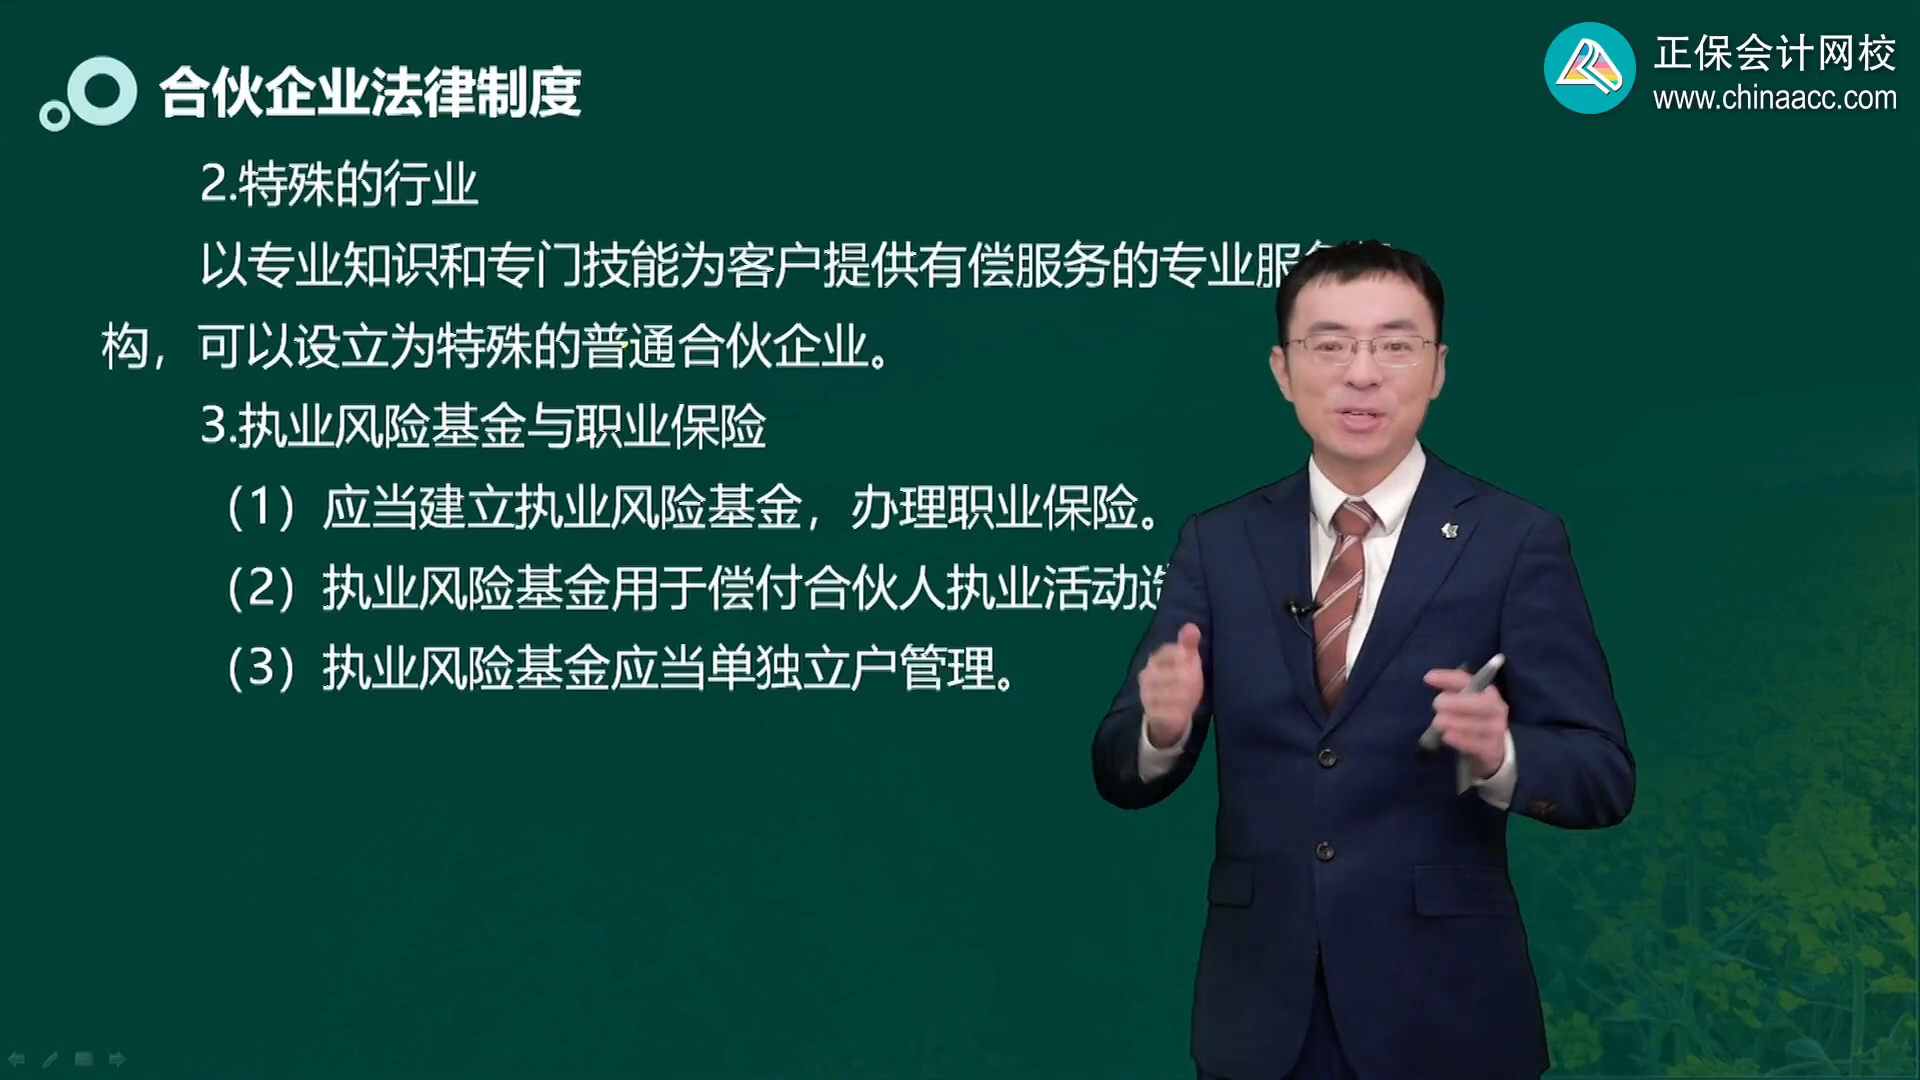 正保会计网校
www.chinaacc.com
合伙企业法律制度
2.特殊的行业
以专业知识和专门技能为客户提供有偿服务的专业服务
构，可以设立为特殊的普通合伙企业。
3.执业风险基金与职业保险
（1）应当建立执业风险基金，办理职业保险。
（2）执业风险基金用于偿付合伙人执业活动造
（3）执业风险基金应当单独立户管理。